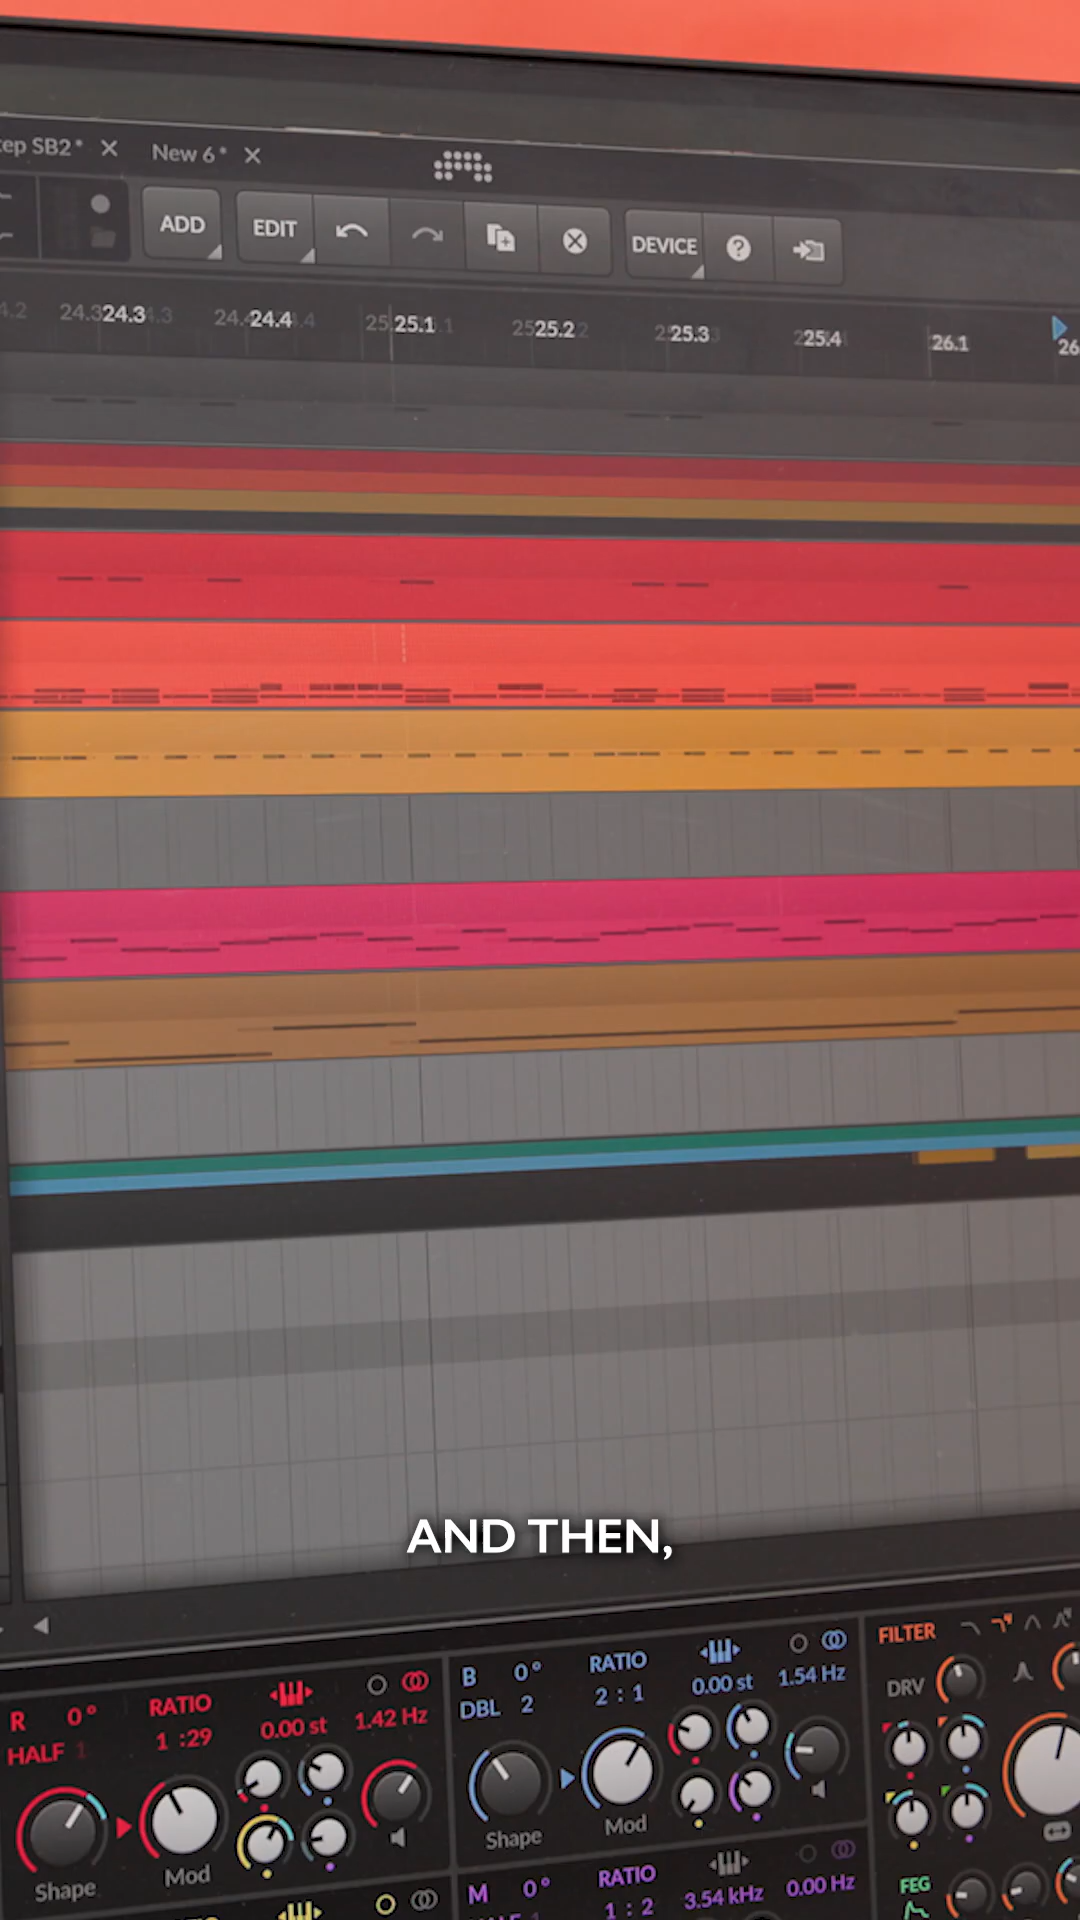 ep SB2* New 6*
ADD EDIT DEVICE ?
24.3 24.4 25.1 25.2 25.3 25.4 26.1 26
AND THEN,
R 0° RATIO 1 :29 0.00 st 1.42 Hz
HALF 1
Shape Mod
B 0° RATIO 2 : 1 0.00 st 1.54 Hz
DBL 2
Shape Mod
FILTER
DRV
M 0° RATIO 1 : 2 3.54 kHz 0.00 Hz
FEG